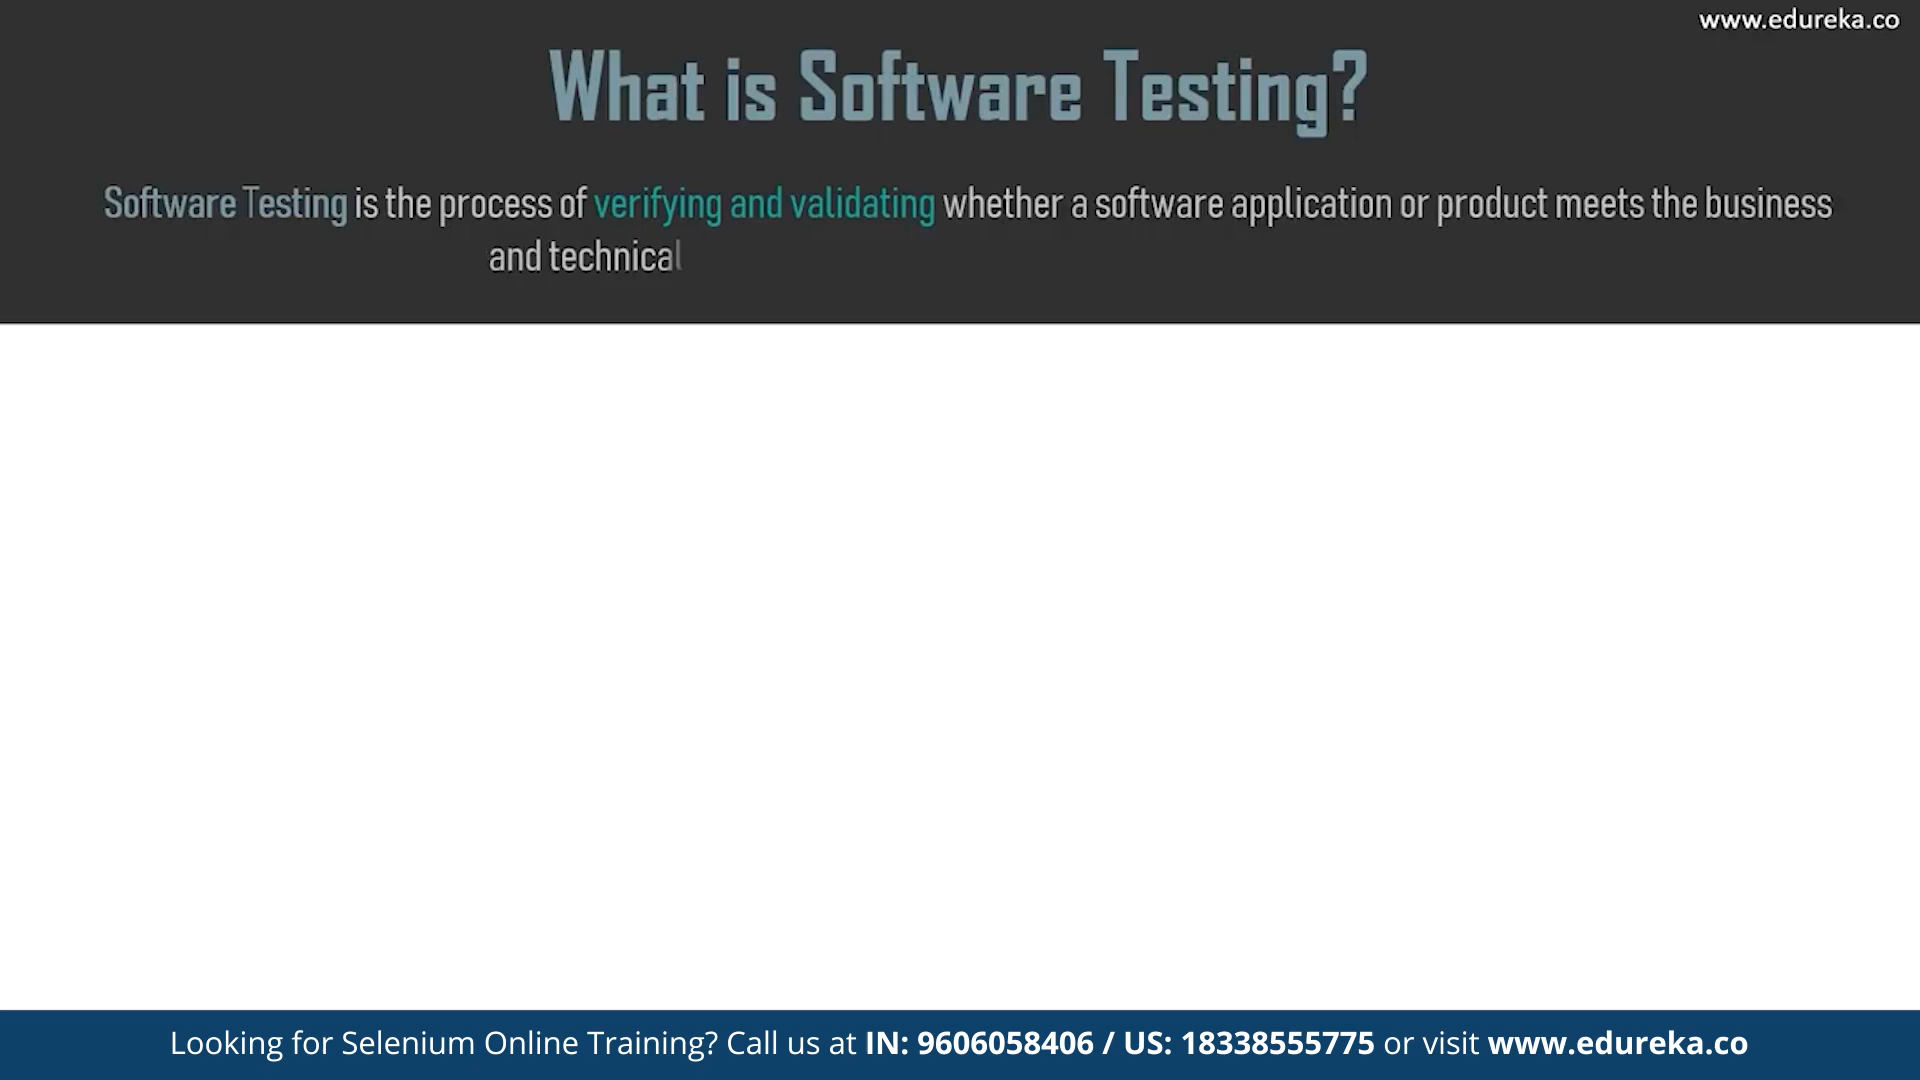 www.edureka.co
What is Software Testing?
Software Testing is the process of verifying and validating whether a software application or product meets the business
and technical
Looking for Selenium Online Training? Call us at IN: 9606058406 / US: 18338555775 or visit www.edureka.co